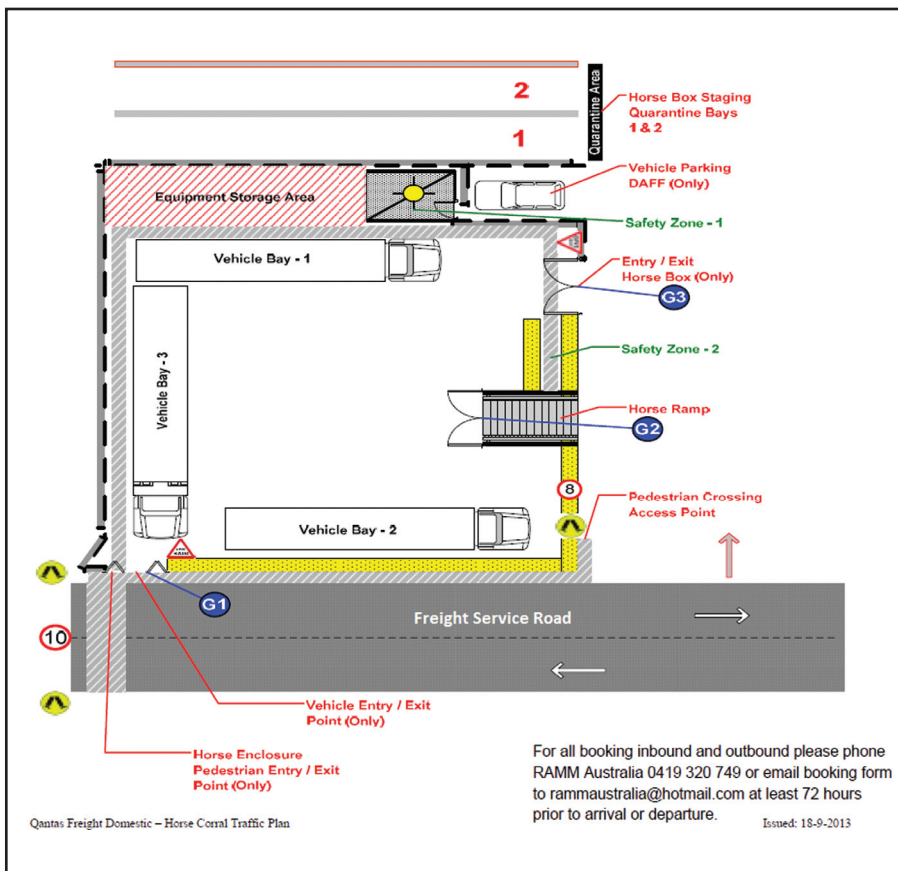 2
1
Quarantine Area
Horse Box Staging
Quarantine Bays
1 & 2
Vehicle Parking
DAFF (Only)
Equipment Storage Area
Safety Zone - 1
Vehicle Bay - 1
Entry / Exit
Horse Box (Only)
G3
Vehicle Bay - 3
Safety Zone - 2
Horse Ramp
G2
8
Pedestrian Crossing
Access Point
Vehicle Bay - 2
G1
Freight Service Road
10
Vehicle Entry / Exit
Point (Only)
Horse Enclosure
Pedestrian Entry / Exit
Point (Only)
For all booking inbound and outbound please phone
RAMM Australia 0419 320 749 or email booking form
to rammaustralia@hotmail.com at least 72 hours
prior to arrival or departure.
Qantas Freight Domestic – Horse Corral Traffic Plan
Issued: 18-9-2013